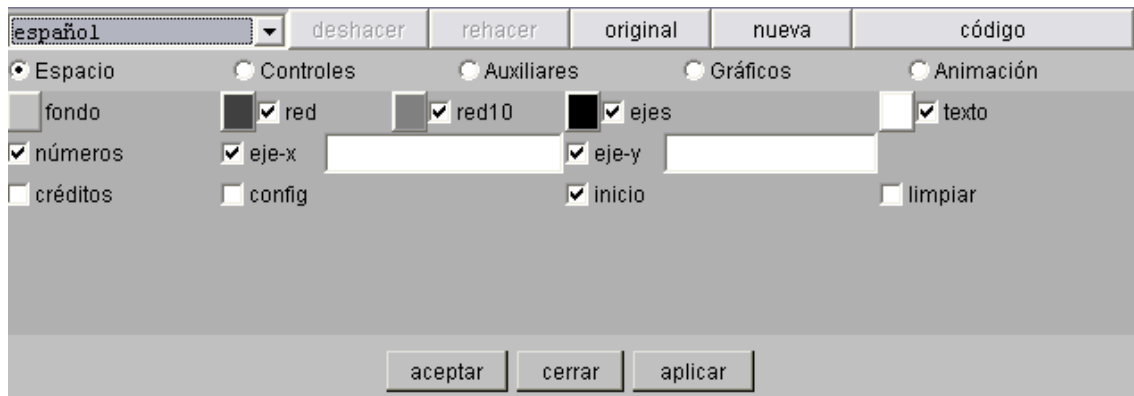 español deshacer rehacer original nueva código
Espacio Controles Auxiliares Gráficos Animación
fondo red red10 ejes texto
números eje-x eje-y
créditos config inicio limpiar
aceptar cerrar aplicar